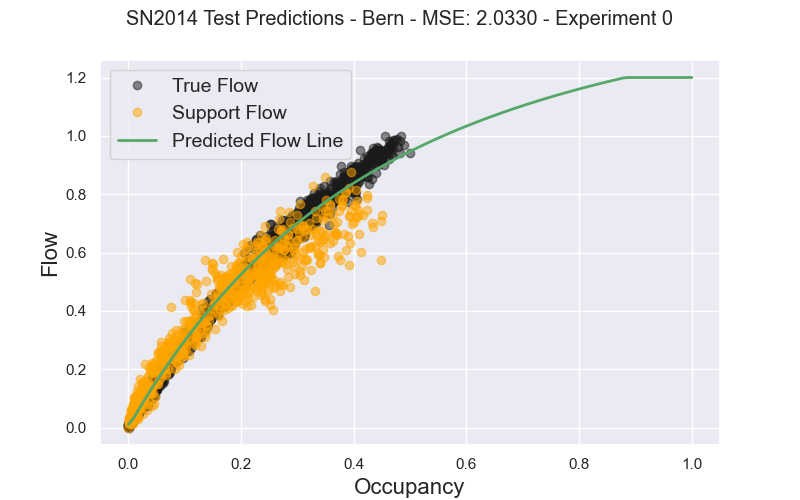 SN2014 Test Predictions - Bern - MSE: 2.0330 - Experiment 0
True Flow
Support Flow
Predicted Flow Line
Flow
1.2
1.0
0.8
0.6
0.4
0.2
0.0
0.0 0.2 0.4 0.6 0.8 1.0
Occupancy